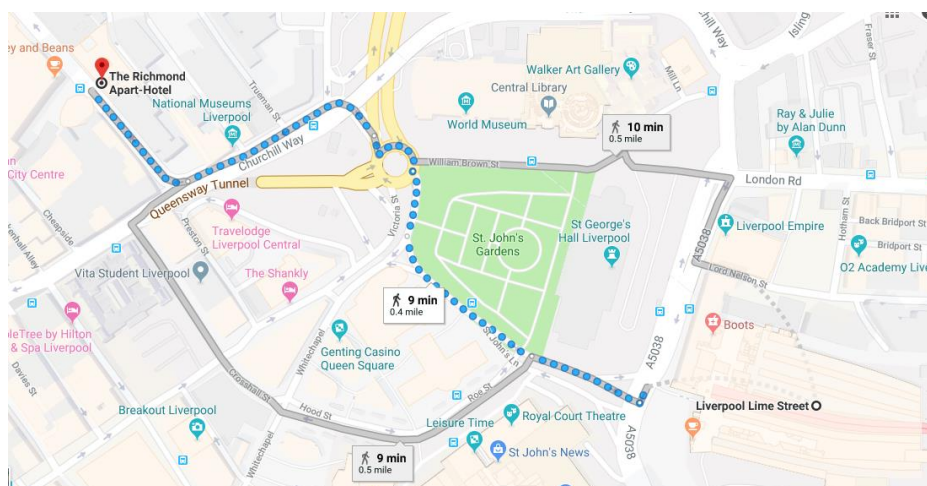 Churchill Way
Isling
Fraser St
ey and Beans
The Richmond
Apart-Hotel
Trueman St
National Museums
Liverpool
Walker Art Gallery
Central Library
Mill Ln
World Museum
10 min
0.5 mile
Ray & Julie
by Alan Dunn
Churchill Way
William Brown St
London Rd
City Centre
Queensway Tunnel
Victoria St
Cheapside
Travelodge
Liverpool Central
Preston St
St. John's
Gardens
St George's
Hall Liverpool
A5038
Liverpool Empire
Hotham St
Back Bridport St
Bridport St
O2 Academy Live
Lord Nelson St
Vita Student Liverpool
The Shankly
9 min
0.4 mile
bleTree by Hilton
& Spa Liverpool
Davies St
Whitechapel
Genting Casino
Queen Square
St John's Ln
Boots
A5038
Crosshall St
Roe St
Liverpool Lime Street
Breakout Liverpool
Hood St
Royal Court Theatre
Leisure Time
A5038
Whitechapel
St John's News
9 min
0.5 mile